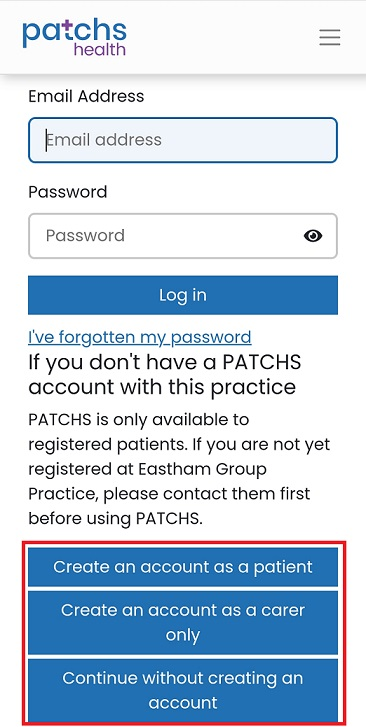 patchs
health
Email Address
Email address
Password
Password
Log in
I've forgotten my password
If you don't have a PATCHS
account with this practice
PATCHS is only available to
registered patients. If you are not yet
registered at Eastham Group
Practice, please contact them first
before using PATCHS.
Create an account as a patient
Create an account as a carer
only
Continue without creating an
account